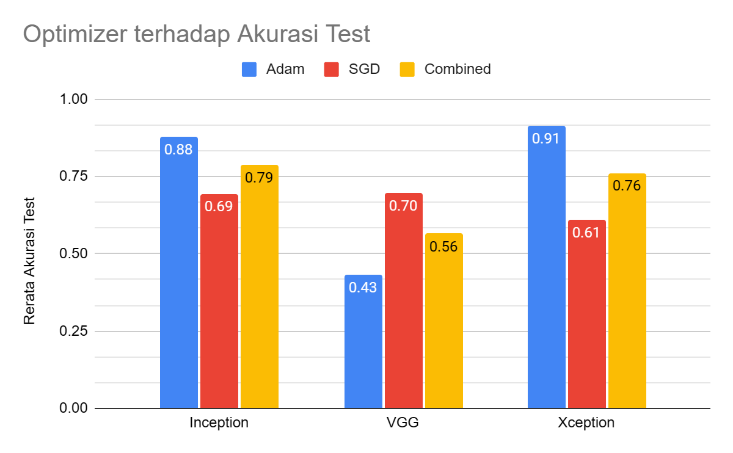 Optimizer terhadap Akurasi Test
Adam SGD Combined
Rerata Akurasi Test
1.00
0.75
0.50
0.25
0.00
0.88 0.69 0.79
0.43 0.70 0.56
0.91 0.61 0.76
Inception VGG Xception